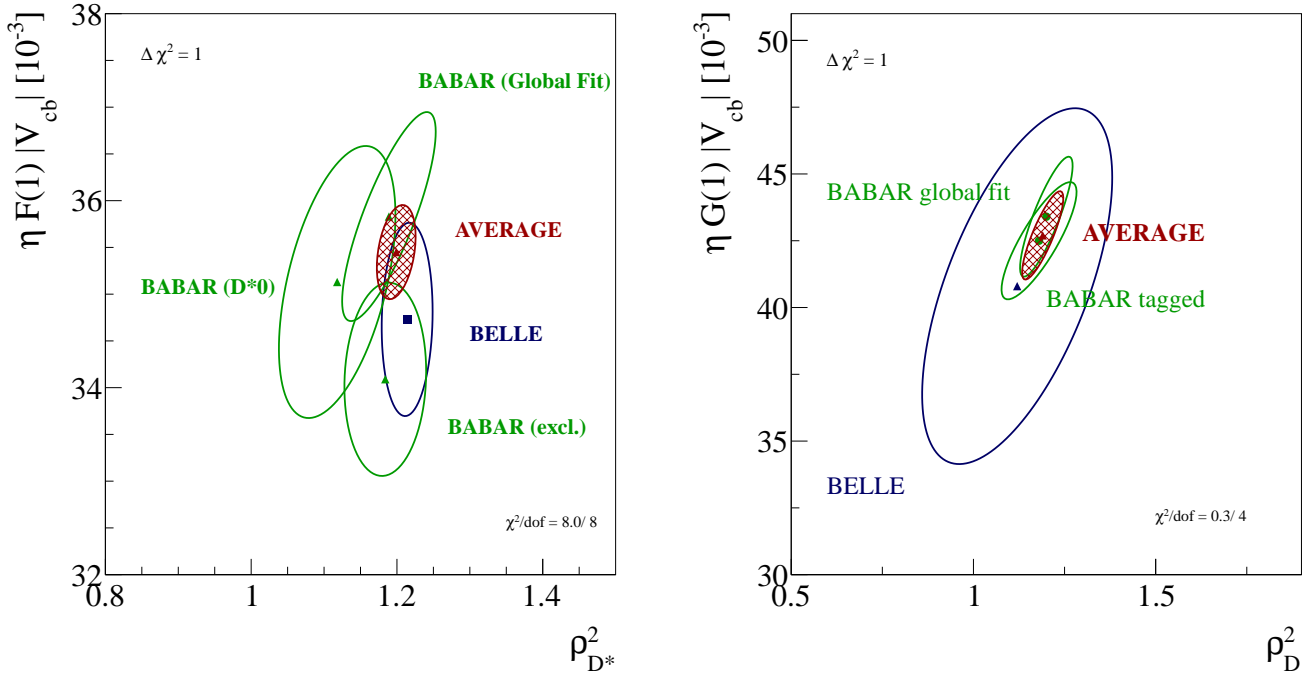 η F(1) |V_cb| [10^-3]
38
36
34
32
Δ χ² = 1
BABAR (Global Fit)
AVERAGE
BABAR (D*0)
BELLE
BABAR (excl.)
χ²/dof = 8.0/ 8
0.8
1
1.2
1.4
ρ²_D*
η G(1) |V_cb| [10^-3]
50
45
40
35
30
Δ χ² = 1
BABAR global fit
AVERAGE
BABAR tagged
BELLE
χ²/dof = 0.3/ 4
0.5
1
1.5
ρ²_D